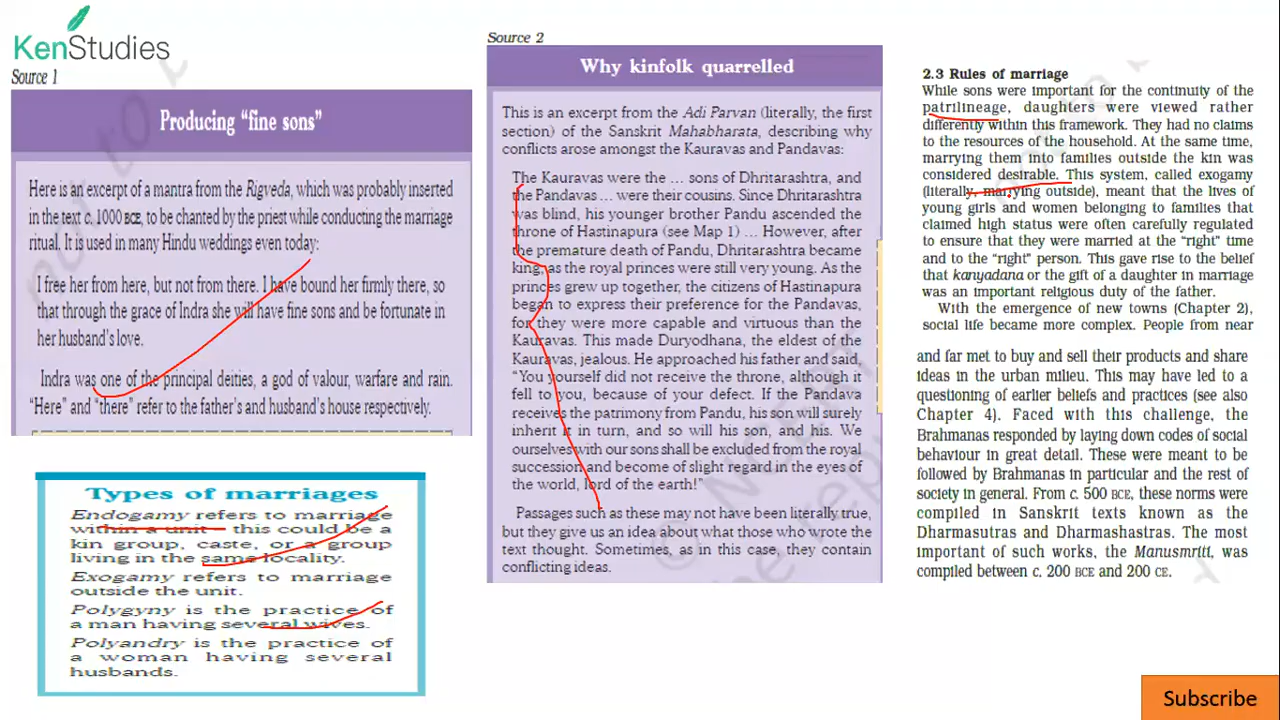 KenStudies
Source 1
Producing "fine sons"
Here is an excerpt of a mantra from the Rigveda, which was probably inserted
in the text c. 1000 BCE, to be chanted by the priest while conducting the marriage
ritual. It is used in many Hindu weddings even today:
I free her from here, but not from there. I have bound her firmly there, so
that through the grace of Indra she will have fine sons and be fortunate in
her husband's love.
Indra was one of the principal deities, a god of valour, warfare and rain.
"Here" and "there" refer to the father's and husband's house respectively.
Types of marriages
Endogamy refers to marriage
within a unit – this could be a
kin group, caste, or a group
living in the same locality.
Exogamy refers to marriage
outside the unit.
Polygyny is the practice of
a man having several wives.
Polyandry is the practice of
a woman having several
husbands.
Source 2
Why kinfolk quarrelled
This is an excerpt from the Adi Parvan (literally, the first
section) of the Sanskrit Mahabharata, describing why
conflicts arose amongst the Kauravas and Pandavas:
The Kauravas were the … sons of Dhritarashtra, and
the Pandavas … were their cousins. Since Dhritarashtra
was blind, his younger brother Pandu ascended the
throne of Hastinapura (see Map 1) … However, after
the premature death of Pandu, Dhritarashtra became
king, as the royal princes were still very young. As the
princes grew up together, the citizens of Hastinapura
began to express their preference for the Pandavas,
for they were more capable and virtuous than the
Kauravas. This made Duryodhana, the eldest of the
Kauravas, jealous. He approached his father and said,
"You yourself did not receive the throne, although it
fell to you, because of your defect. If the Pandava
receives the patrimony from Pandu, his son will surely
inherit it in turn, and so will his son, and his. We
ourselves with our sons shall be excluded from the royal
succession and become of slight regard in the eyes of
the world, lord of the earth!"
Passages such as these may not have been literally true,
but they give us an idea about what those who wrote the
text thought. Sometimes, as in this case, they contain
conflicting ideas.
2.3 Rules of marriage
While sons were important for the continuity of the
patrilineage, daughters were viewed rather
differently within this framework. They had no claims
to the resources of the household. At the same time,
marrying them into families outside the kin was
considered desirable. This system, called exogamy
(literally, marrying outside), meant that the lives of
young girls and women belonging to families that
claimed high status were often carefully regulated
to ensure that they were married at the "right" time
and to the "right" person. This gave rise to the belief
that kanyadana or the gift of a daughter in marriage
was an important religious duty of the father.
With the emergence of new towns (Chapter 2),
social life became more complex. People from near
and far met to buy and sell their products and share
ideas in the urban milieu. This may have led to a
questioning of earlier beliefs and practices (see also
Chapter 4). Faced with this challenge, the
Brahmanas responded by laying down codes of social
behaviour in great detail. These were meant to be
followed by Brahmanas in particular and the rest of
society in general. From c. 500 BCE, these norms were
compiled in Sanskrit texts known as the
Dharmasutras and Dharmashastras. The most
important of such works, the Manusmriti, was
compiled between c. 200 BCE and 200 CE.
Subscribe